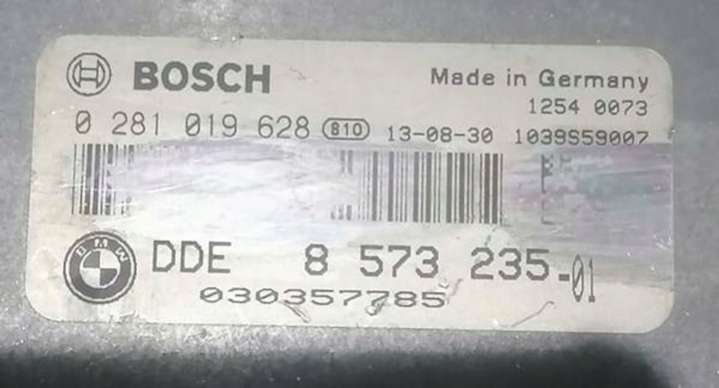 BOSCH Made in Germany
1254 0073
0 281 019 628 810 13-08-30 1039S59007
BMW DDE 8 573 235-01
030357785